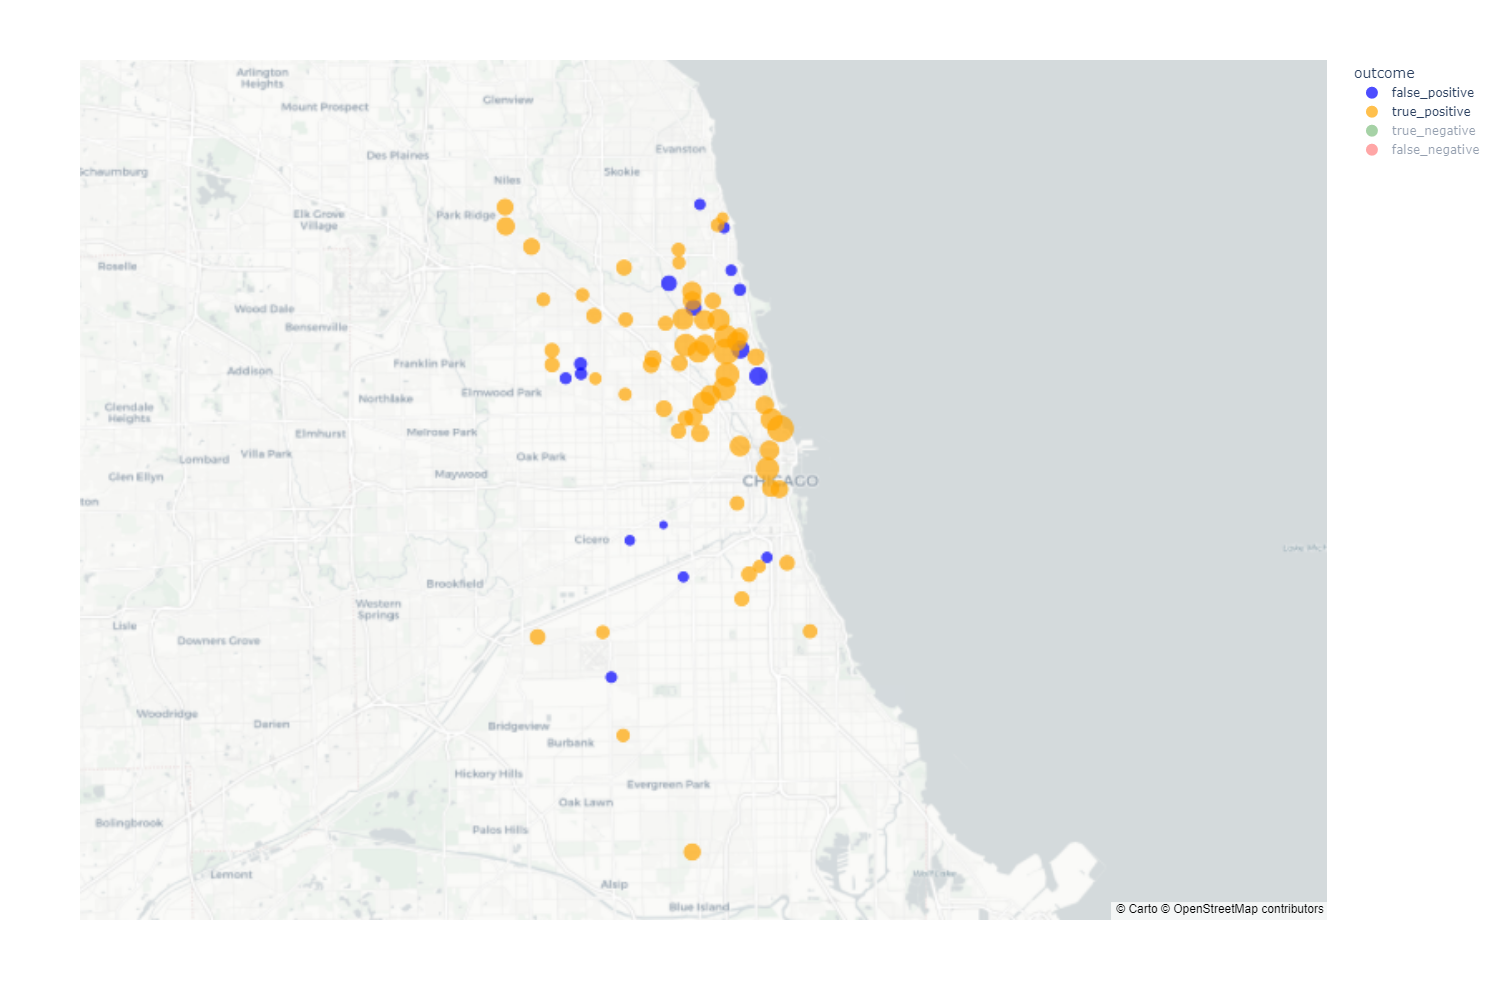 Arlington
Heights
Mount Prospect
Glenview
Des Plaines
Evanston
Skokie
Schaumburg
Niles
Elk Grove
Village
Park Ridge
Roselle
Wood Dale
Bensenville
Franklin Park
Addison
Northlake
Elmwood Park
Glendale
Heights
Elmhurst
Melrose Park
Villa Park
Lombard
Oak Park
Glen Ellyn
Maywood
CHICAGO
ton
Cicero
Brookfield
Western
Springs
Lisle
Downers Grove
Woodridge
Darien
Bridgeview
Burbank
Hickory Hills
Evergreen Park
Oak Lawn
Bolingbrook
Palos Hills
Lemont
Alsip
Wolf Lake
Blue Island
© Carto © OpenStreetMap contributors
outcome
false_positive
true_positive
true_negative
false_negative